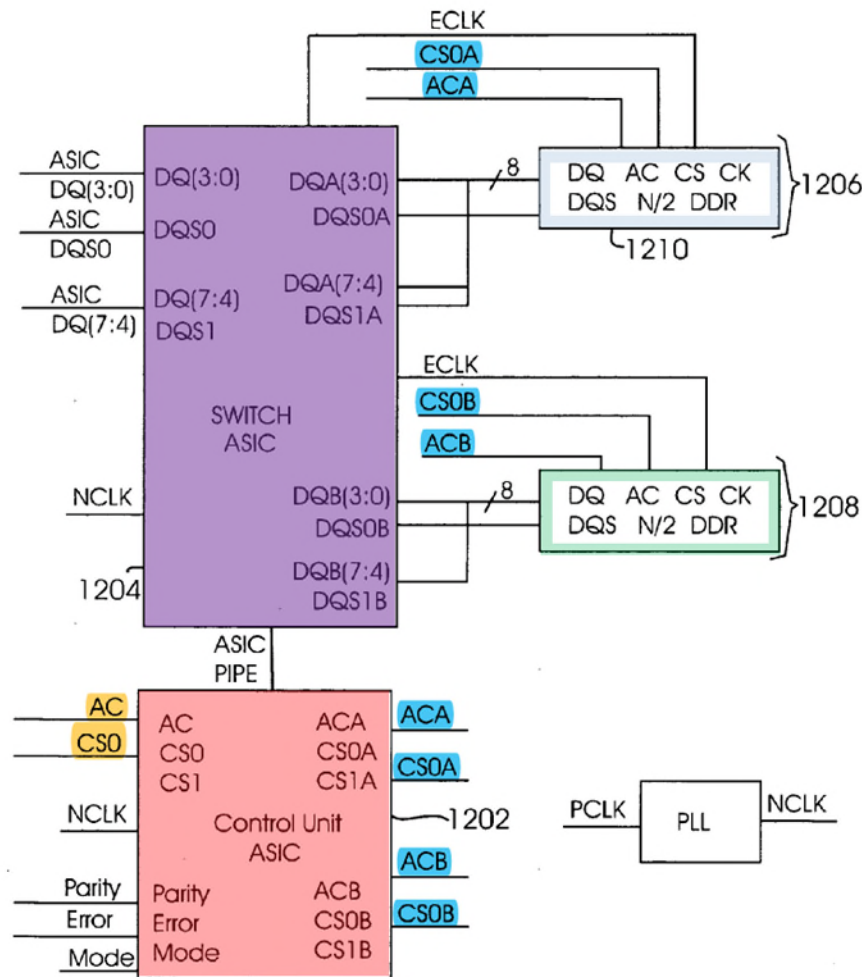 ECLK
CS0A
ACA
ASIC
DQ(3:0)
DQ(3:0)
DQA(3:0)
8
DQ AC CS CK
DQS N/2 DDR
1206
1210
ASIC
DQS0
DQS0
DQS0A
ASIC
DQ(7:4)
DQ(7:4)
DQS1
DQA(7:4)
DQS1A
ECLK
CS0B
ACB
SWITCH
ASIC
NCLK
DQB(3:0)
DQS0B
8
DQ AC CS CK
DQS N/2 DDR
1208
1204
DQB(7:4)
DQS1B
ASIC
PIPE
AC
CS0
AC
CS0
CS1
ACA
CS0A
CS1A
ACA
CS0A
NCLK
Control Unit
ASIC
1202
PCLK
PLL
NCLK
ACB
CS0B
Parity
Error
Mode
Parity
Error
Mode
ACB
CS0B
CS1B